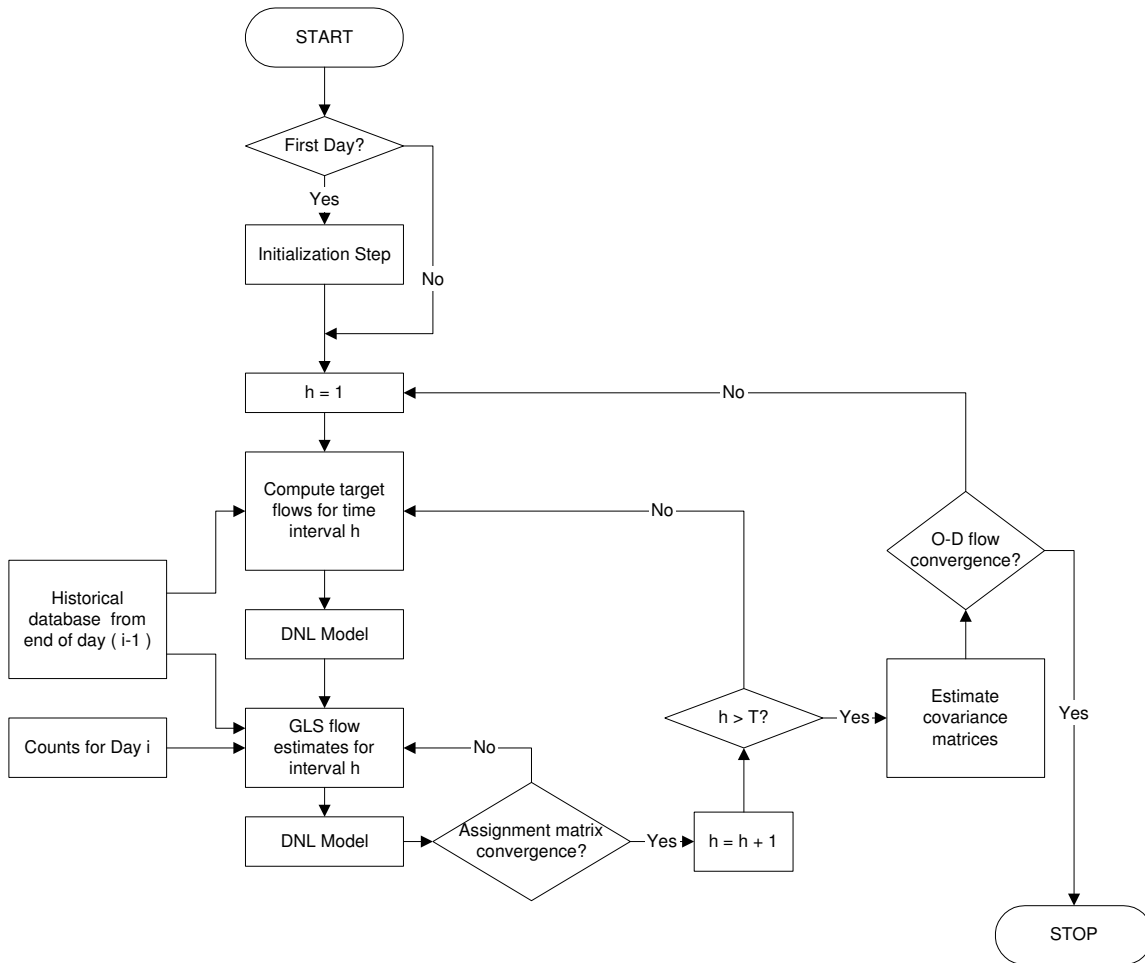 START
First Day?
Yes
Initialization Step
No
h = 1
No
Compute target
flows for time
interval h
No
O-D flow
convergence?
Historical
database from
end of day ( i-1 )
DNL Model
Estimate
covariance
matrices
h > T?
Yes
Yes
GLS flow
estimates for
interval h
No
Counts for Day i
DNL Model
Assignment matrix
convergence?
Yes
h = h + 1
STOP